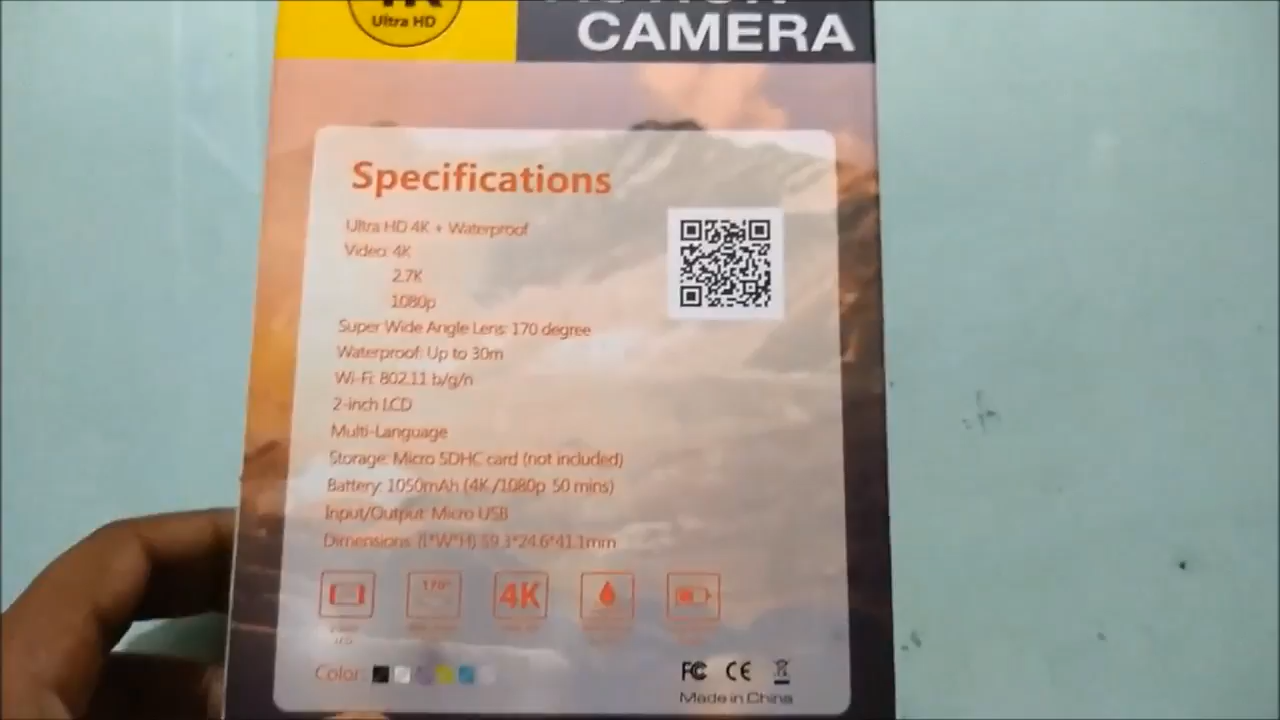 Ultra HD
CAMERA
Specifications
Ultra HD 4K + Waterproof
Video: 4K
2.7K
1080p
Super Wide Angle Lens: 170 degree
Waterproof: Up to 30m
Wi-Fi: 802.11 b/g/n
2-inch LCD
Multi-Language
Storage: Micro SDHC card (not included)
Battery: 1050mAh (4K /1080p 50 mins)
Input/Output: Micro USB
Dimensions (L*W*H) 59.3*24.6*41.1mm
170°
4K
Color:
FC CE
Made in China